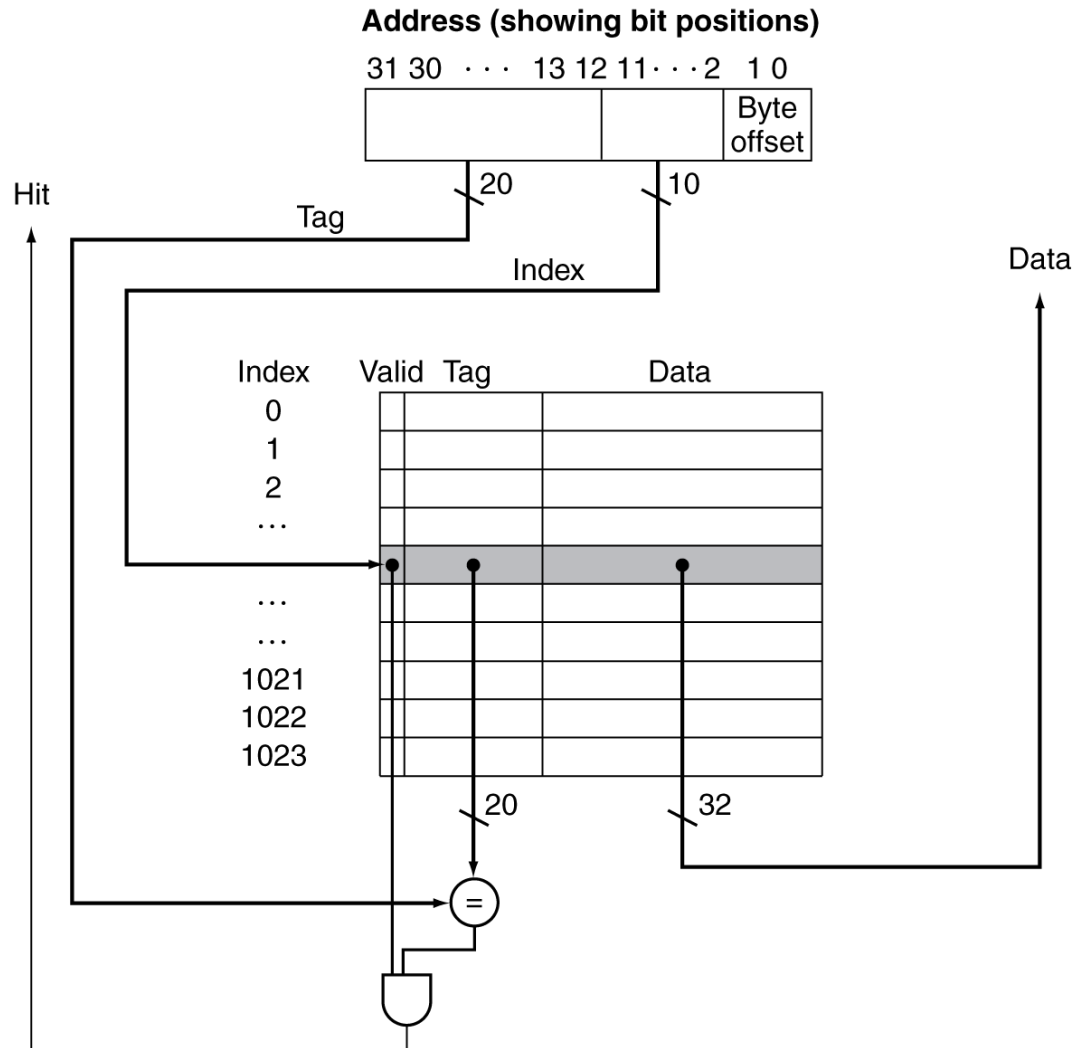 Address (showing bit positions)
31 30 · · · 13 12 11 · · · 2 1 0
Byte
offset
20 10
Hit
Tag
Index
Data
Index Valid Tag Data
0
1
2
...
...
...
1021
1022
1023
20 32
=